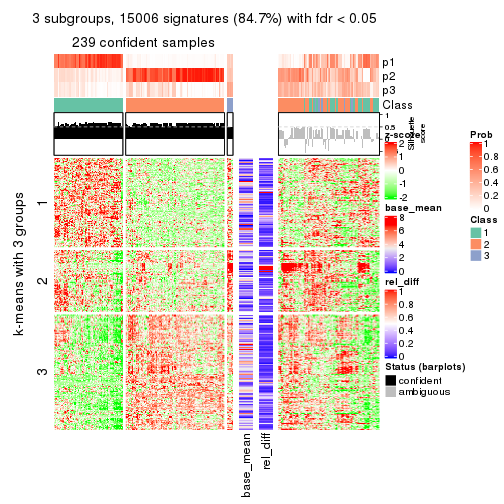 3 subgroups, 15006 signatures (84.7%) with fdr < 0.05
239 confident samples
p1
p2
p3
Class
1
0.5
0
Silhouette
score
k-means with 3 groups
1
2
3
base_mean
rel_diff
z-score
2
1
0
-1
-2
base_mean
8
6
4
2
0
rel_diff
1
0.8
0.6
0.4
0.2
0
Status (barplots)
confident
ambiguous
Prob
1
0.8
0.6
0.4
0.2
0
Class
1
2
3